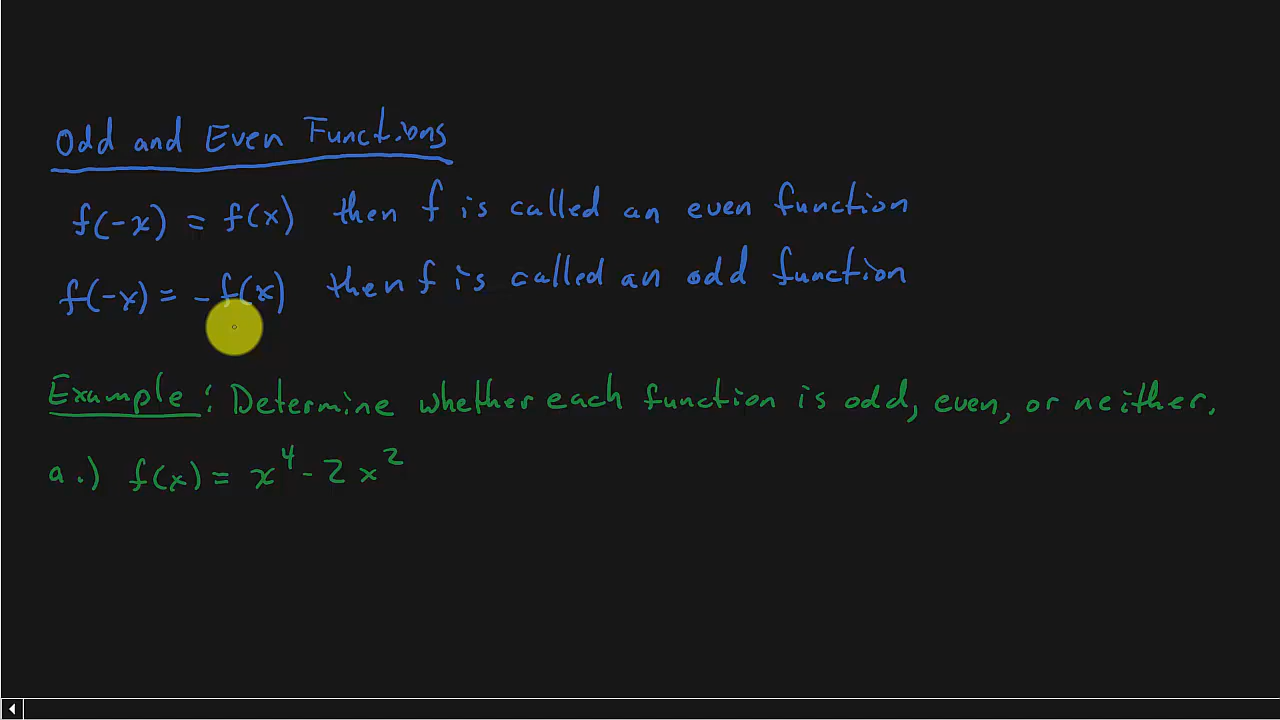 Odd and Even Functions
f(-x) = f(x) then f is called an even function
f(-x) = -f(x) then f is called an odd function
Example: Determine whether each function is odd, even, or neither.
a.) f(x) = x⁴ - 2x²